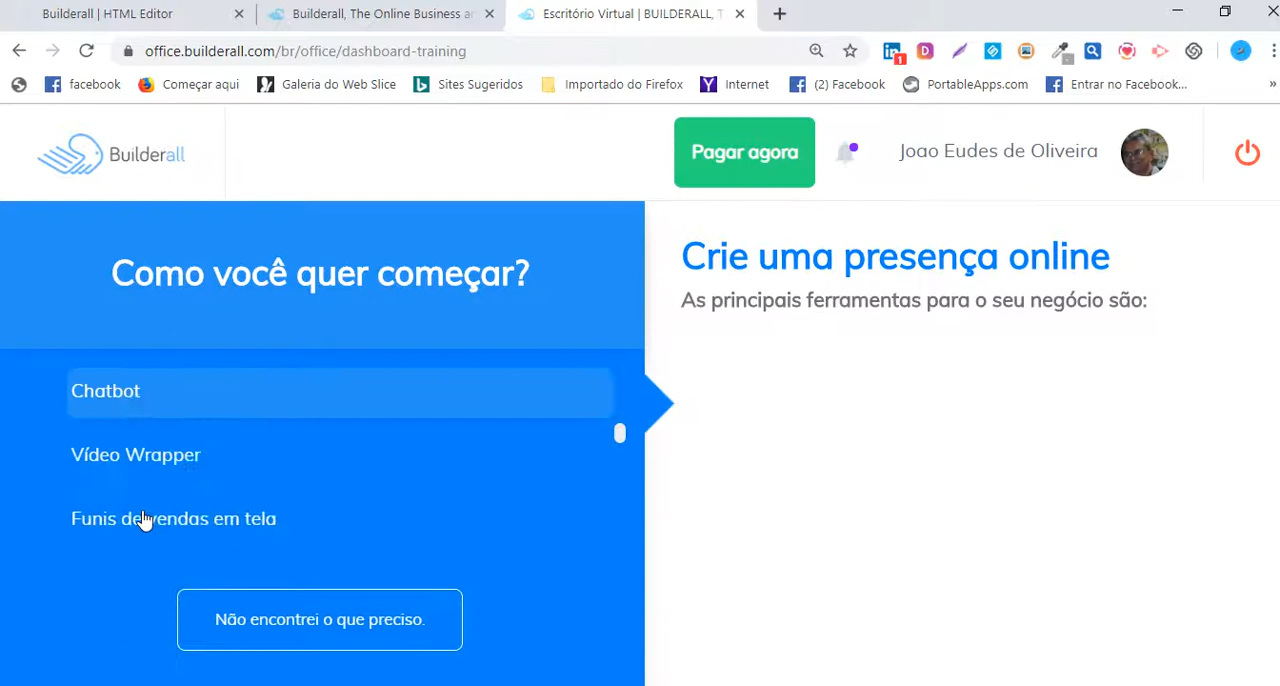 Builderall | HTML Editor
Builderall, The Online Business an
Escritório Virtual | BUILDERALL, T
office.builderall.com/br/office/dashboard-training
1
facebook
Começar aqui
Galeria do Web Slice
Sites Sugeridos
Importado do Firefox
Internet
(2) Facebook
PortableApps.com
Entrar no Facebook...
»
Builderall
Pagar agora
Joao Eudes de Oliveira
Como você quer começar?
Crie uma presença online
As principais ferramentas para o seu negócio são:
Chatbot
Vídeo Wrapper
Funis de vendas em tela
Não encontrei o que preciso.